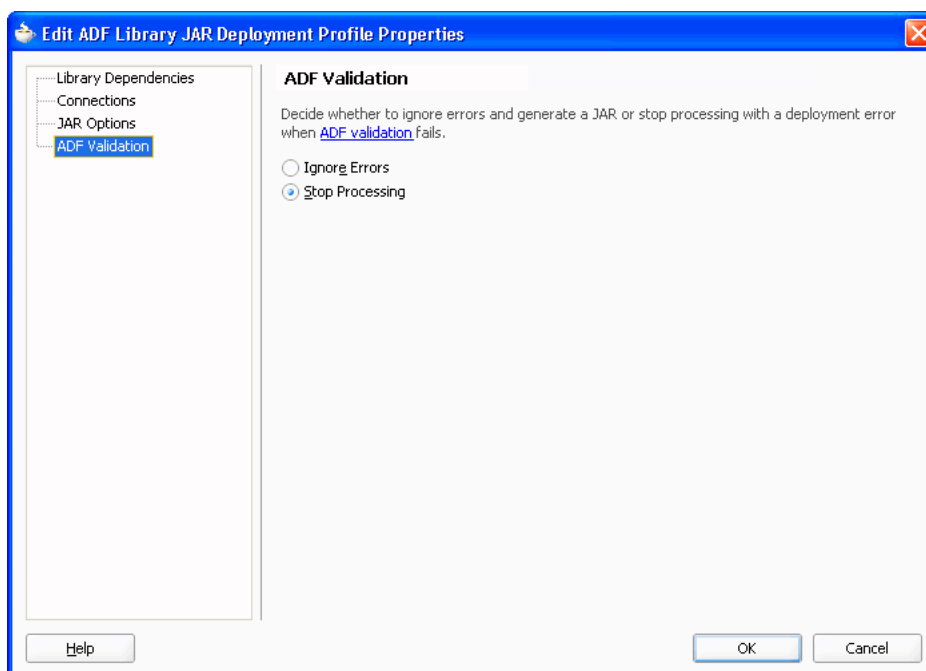 Edit ADF Library JAR Deployment Profile Properties
Library Dependencies
Connections
JAR Options
ADF Validation
ADF Validation
Decide whether to ignore errors and generate a JAR or stop processing with a deployment error
when ADF validation fails.
Ignore Errors
Stop Processing
Help
OK
Cancel